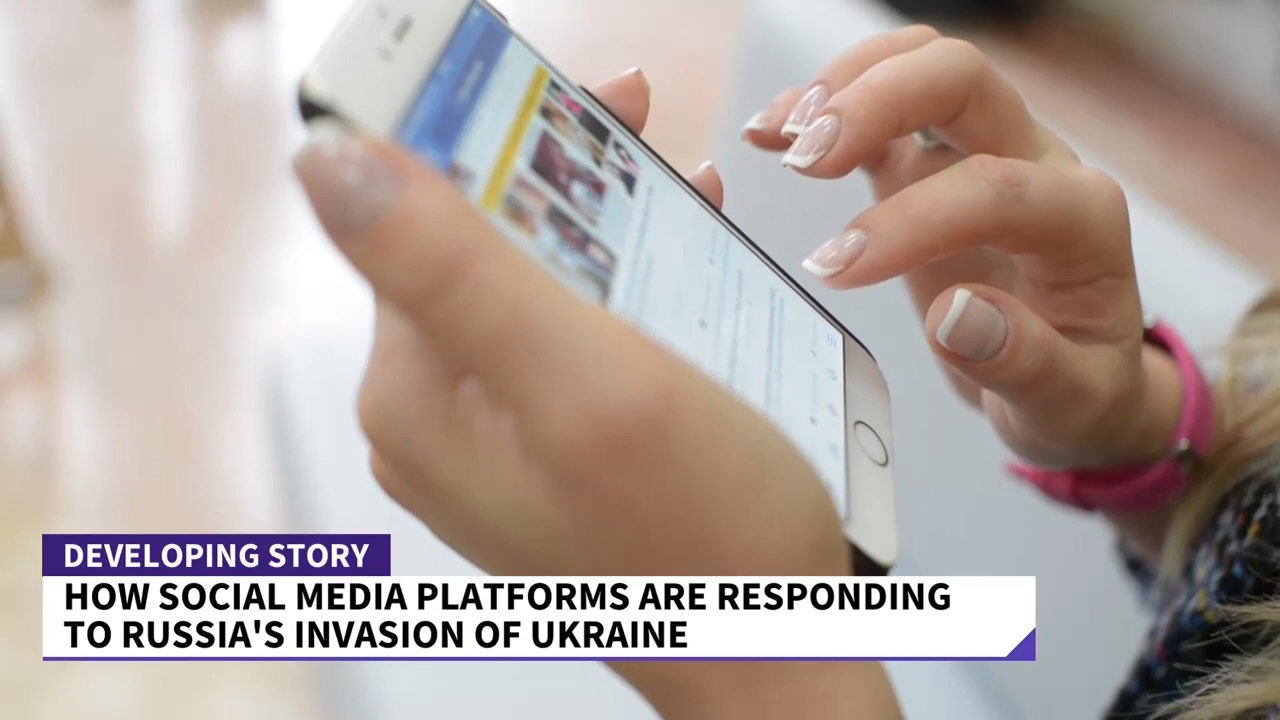 DEVELOPING STORY
HOW SOCIAL MEDIA PLATFORMS ARE RESPONDING
TO RUSSIA'S INVASION OF UKRAINE